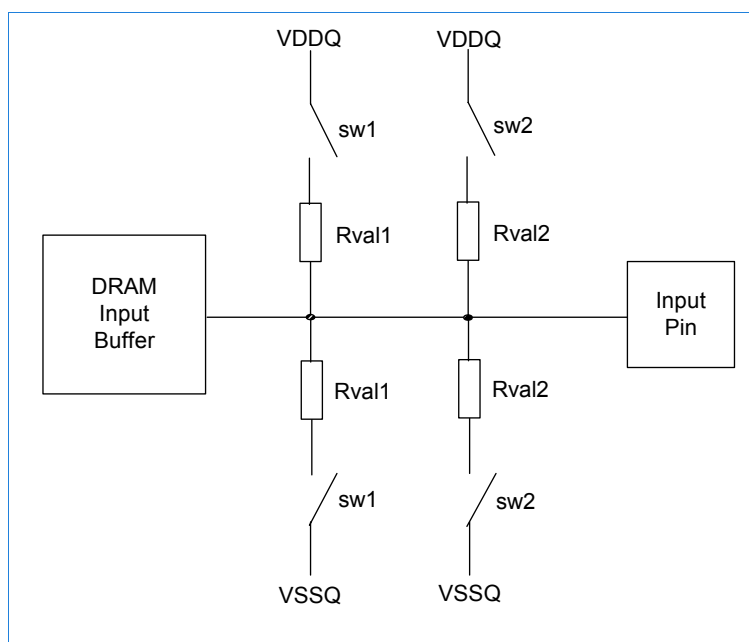 VDDQ
VDDQ
sw1
sw2
Rval1
Rval2
DRAM
Input
Buffer
Input
Pin
Rval1
Rval2
sw1
sw2
VSSQ
VSSQ